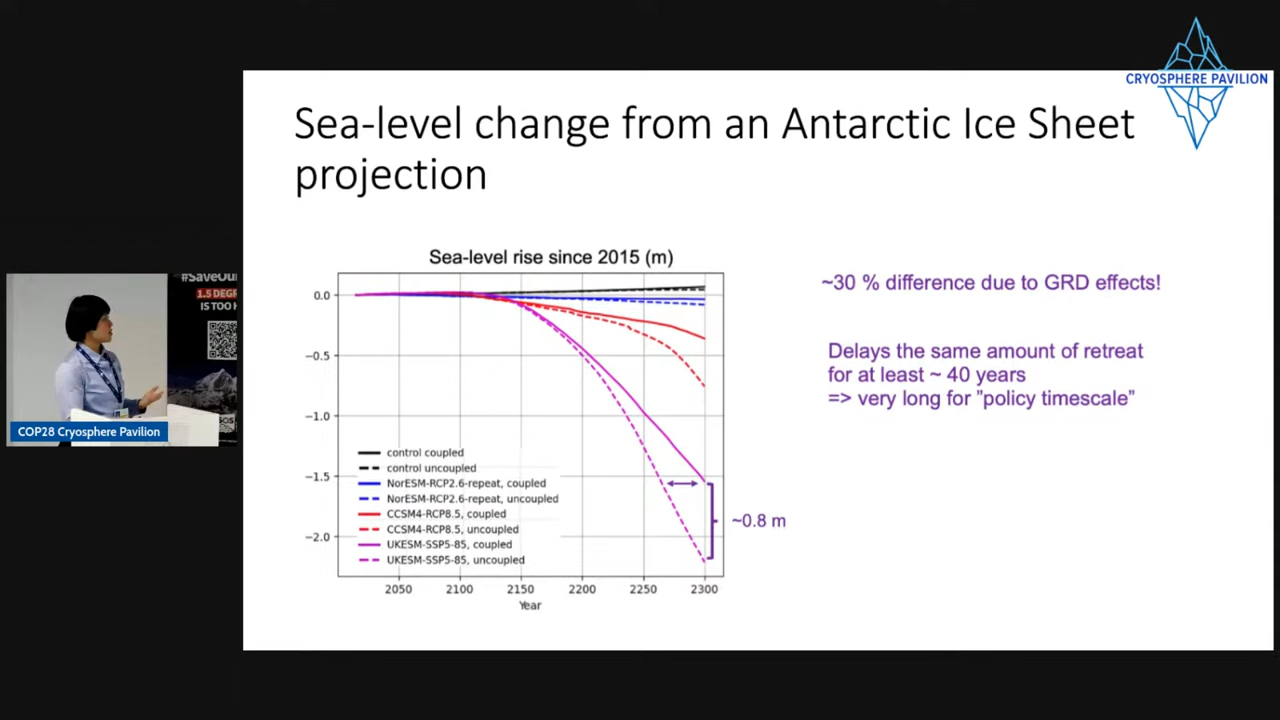 CRYOSPHERE PAVILION
Sea-level change from an Antarctic Ice Sheet
projection
Sea-level rise since 2015 (m)
0.0
−0.5
−1.0
−1.5
−2.0
control coupled
control uncoupled
NorESM-RCP2.6-repeat, coupled
NorESM-RCP2.6-repeat, uncoupled
CCSM4-RCP8.5, coupled
CCSM4-RCP8.5, uncoupled
UKESM-SSP5-85, coupled
UKESM-SSP5-85, uncoupled
2050 2100 2150 2200 2250 2300
Year
~0.8 m
~30 % difference due to GRD effects!
Delays the same amount of retreat
for at least ~ 40 years
=> very long for "policy timescale"
#SaveOu
1.5 DEGR
IS TOO H
COP28 Cryosphere Pavilion